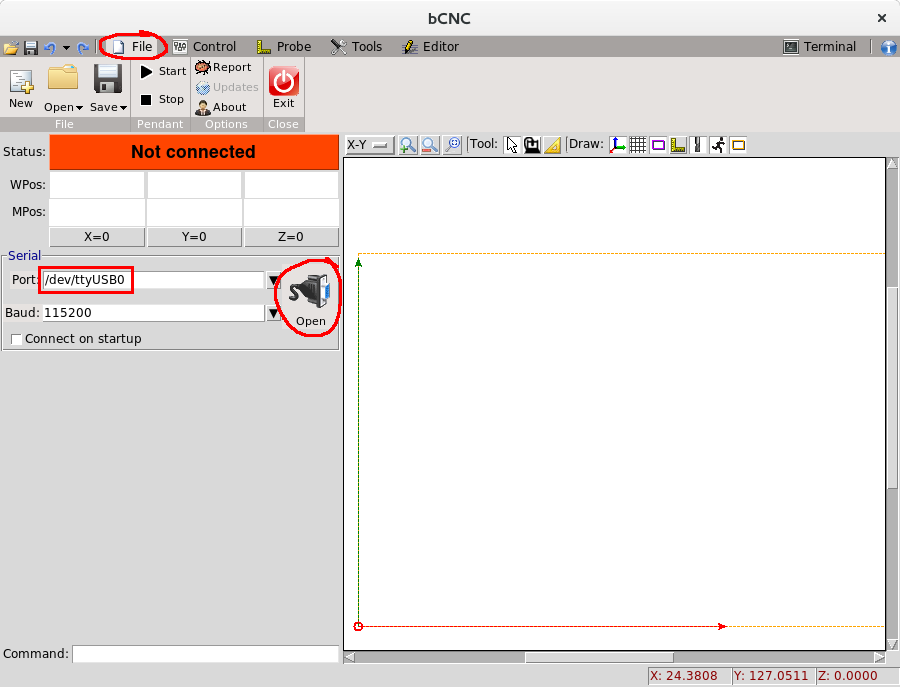 bCNC
File Control Probe Tools Editor Terminal
New Open Save Start Stop Report Updates About Exit
File Pendant Options Close
Status: Not connected
X-Y Tool: Draw:
WPos:
MPos:
X=0 Y=0 Z=0
Serial
Port: /dev/ttyUSB0
Baud: 115200
Open
Connect on startup
Command:
X: 24.3808 Y: 127.0511 Z: 0.0000